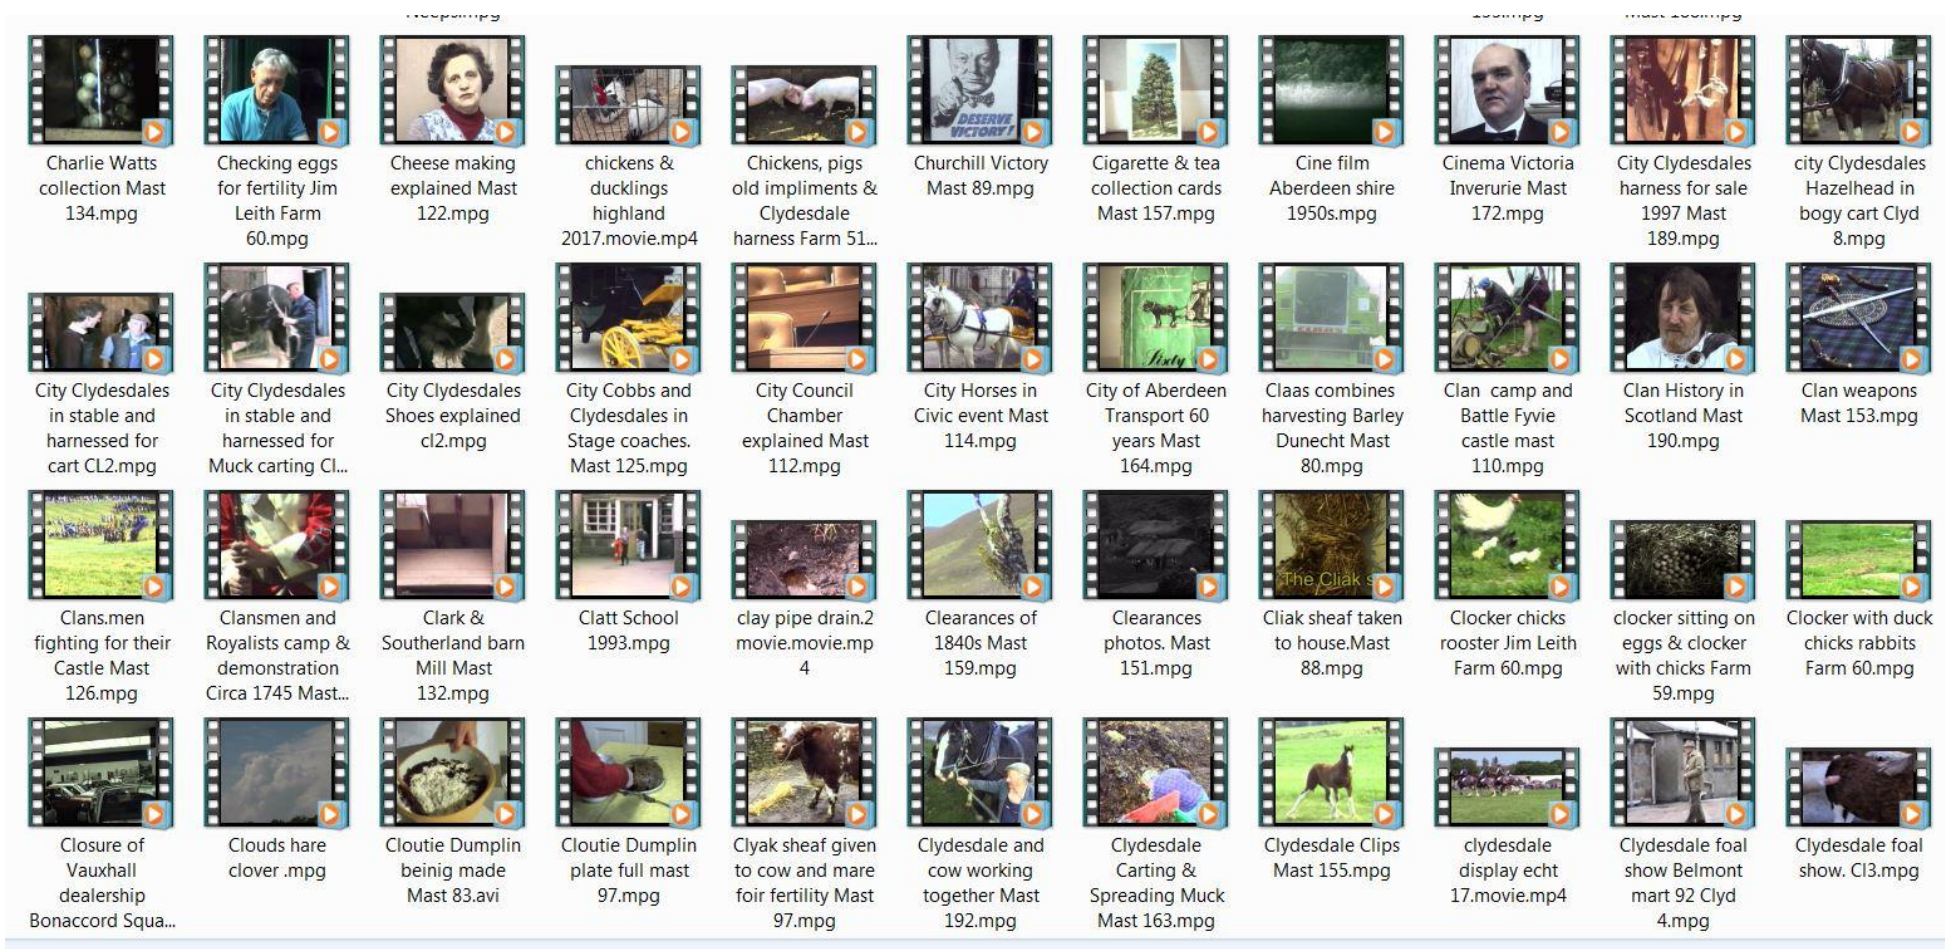 Neeps.mpg
Mast 188.mpg
DESERVE
VICTORY!
Charlie Watts
collection Mast
134.mpg
Checking eggs
for fertility Jim
Leith Farm
60.mpg
Cheese making
explained Mast
122.mpg
chickens &
ducklings
highland
2017.movie.mp4
Chickens, pigs
old impliments &
Clydesdale
harness Farm 51...
Churchill Victory
Mast 89.mpg
Cigarette & tea
collection cards
Mast 157.mpg
Cine film
Aberdeen shire
1950s.mpg
Cinema Victoria
Inverurie Mast
172.mpg
City Clydesdales
harness for sale
1997 Mast
189.mpg
city Clydesdales
Hazelhead in
bogy cart Clyd
8.mpg
Sixty
City Clydesdales
in stable and
harnessed for
cart CL2.mpg
City Clydesdales
in stable and
harnessed for
Muck carting Cl...
City Clydesdales
Shoes explained
cl2.mpg
City Cobbs and
Clydesdales in
Stage coaches.
Mast 125.mpg
City Council
Chamber
explained Mast
112.mpg
City Horses in
Civic event Mast
114.mpg
City of Aberdeen
Transport 60
years Mast
164.mpg
Claas combines
harvesting Barley
Dunecht Mast
80.mpg
Clan camp and
Battle Fyvie
castle mast
110.mpg
Clan History in
Scotland Mast
190.mpg
Clan weapons
Mast 153.mpg
The Cliak s
Clans.men
fighting for their
Castle Mast
126.mpg
Clansmen and
Royalists camp &
demonstration
Circa 1745 Mast...
Clark &
Southerland barn
Mill Mast
132.mpg
Clatt School
1993.mpg
clay pipe drain.2
movie.movie.mp
4
Clearances of
1840s Mast
159.mpg
Clearances
photos. Mast
151.mpg
Cliak sheaf taken
to house.Mast
88.mpg
Clocker chicks
rooster Jim Leith
Farm 60.mpg
clocker sitting on
eggs & clocker
with chicks Farm
59.mpg
Clocker with duck
chicks rabbits
Farm 60.mpg
Closure of
Vauxhall
dealership
Bonaccord Squa...
Clouds hare
clover .mpg
Cloutie Dumplin
beinig made
Mast 83.avi
Cloutie Dumplin
plate full mast
97.mpg
Clyak sheaf given
to cow and mare
foir fertility Mast
97.mpg
Clydesdale and
cow working
together Mast
192.mpg
Clydesdale
Carting &
Spreading Muck
Mast 163.mpg
Clydesdale Clips
Mast 155.mpg
clydesdale
display echt
17.movie.mp4
Clydesdale foal
show Belmont
mart 92 Clyd
4.mpg
Clydesdale foal
show. Cl3.mpg